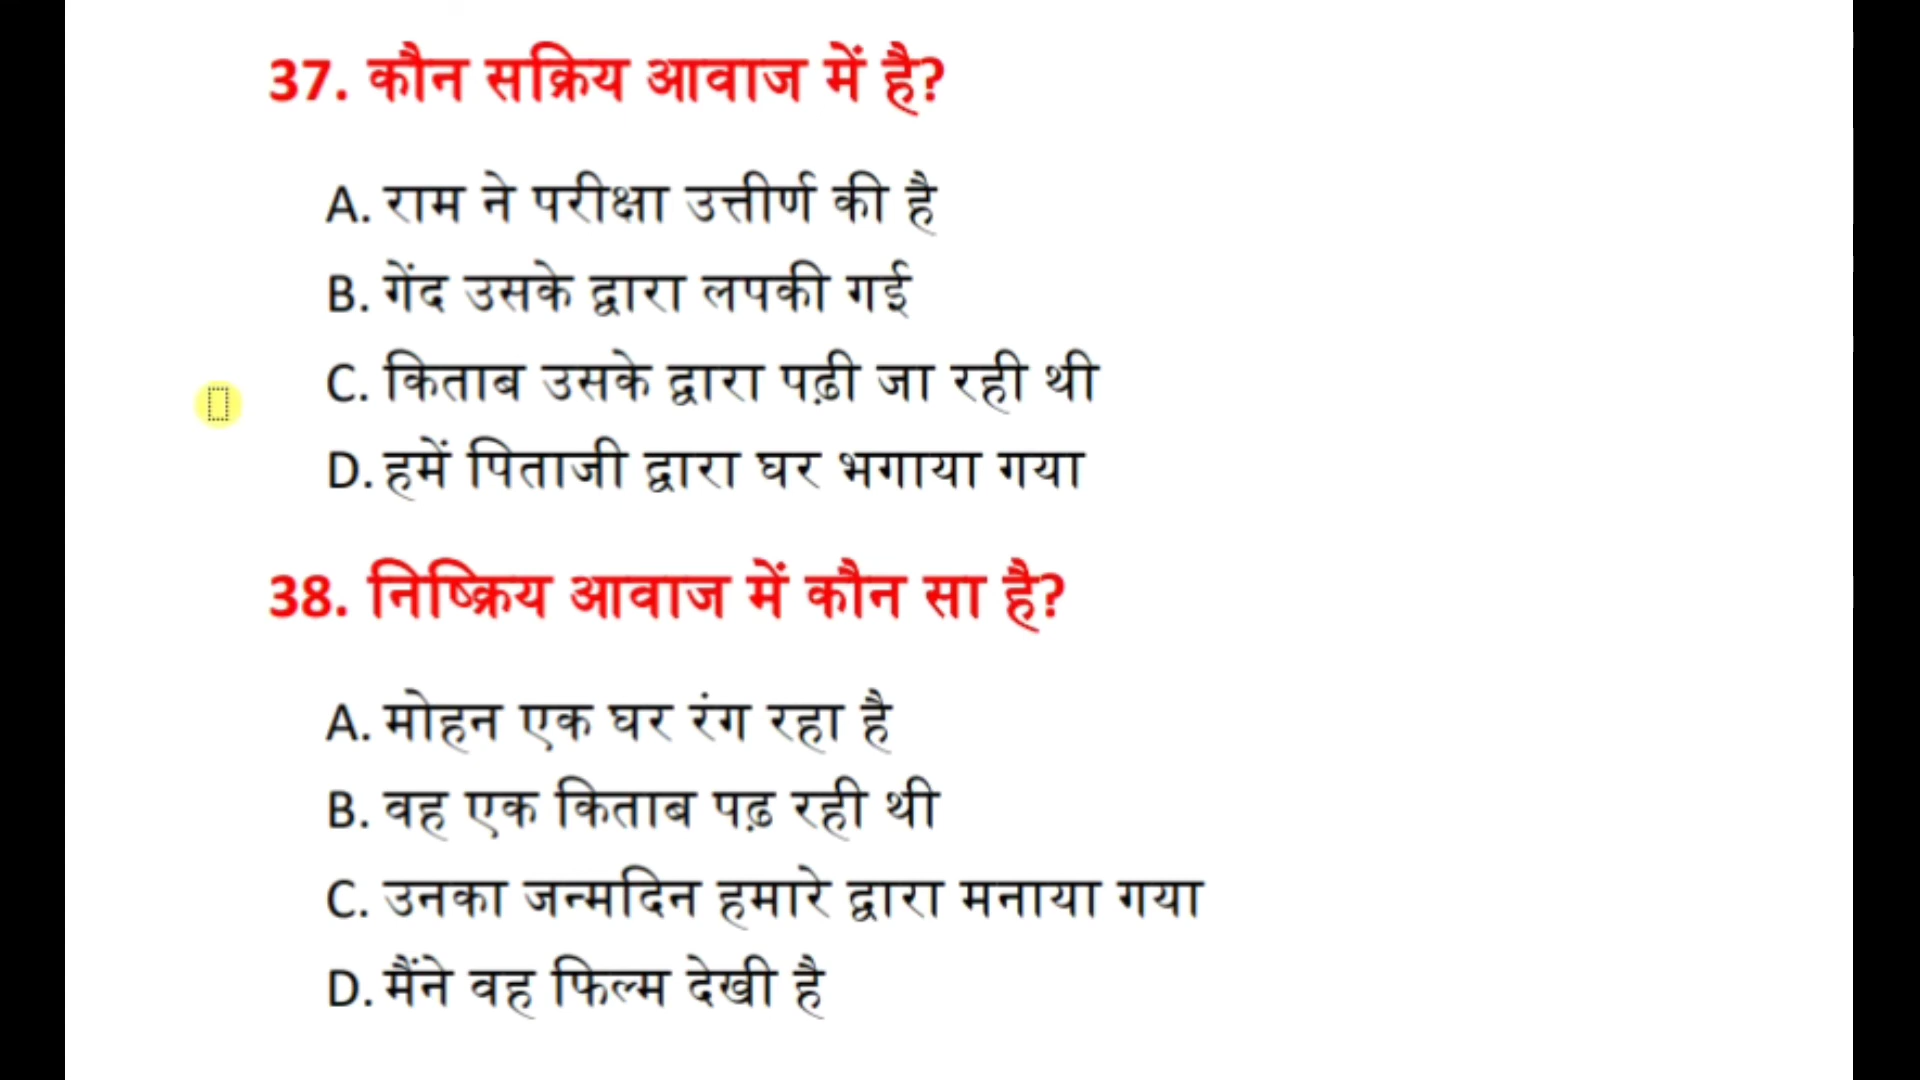 37. कौन सक्रिय आवाज में है?
A. राम ने परीक्षा उत्तीर्ण की है
B. गेंद उसके द्वारा लपकी गई
C. किताब उसके द्वारा पढ़ी जा रही थी
D. हमें पिताजी द्वारा घर भगाया गया
38. निष्क्रिय आवाज में कौन सा है?
A. मोहन एक घर रंग रहा है
B. वह एक किताब पढ़ रही थी
C. उनका जन्मदिन हमारे द्वारा मनाया गया
D. मैंने वह फिल्म देखी है